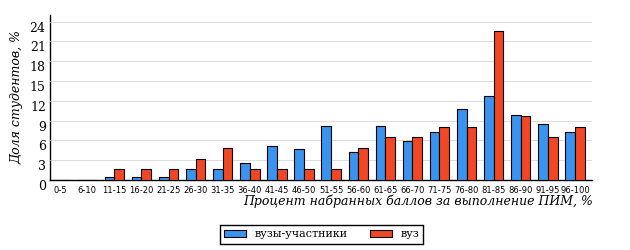 Доля студентов, %
24
21
18
15
12
9
6
3
0
0-5 6-10 11-15 16-20 21-25 26-30 31-35 36-40 41-45 46-50 51-55 56-60 61-65 66-70 71-75 76-80 81-85 86-90 91-95 96-100
Процент набранных баллов за выполнение ПИМ, %
вузы-участники вуз